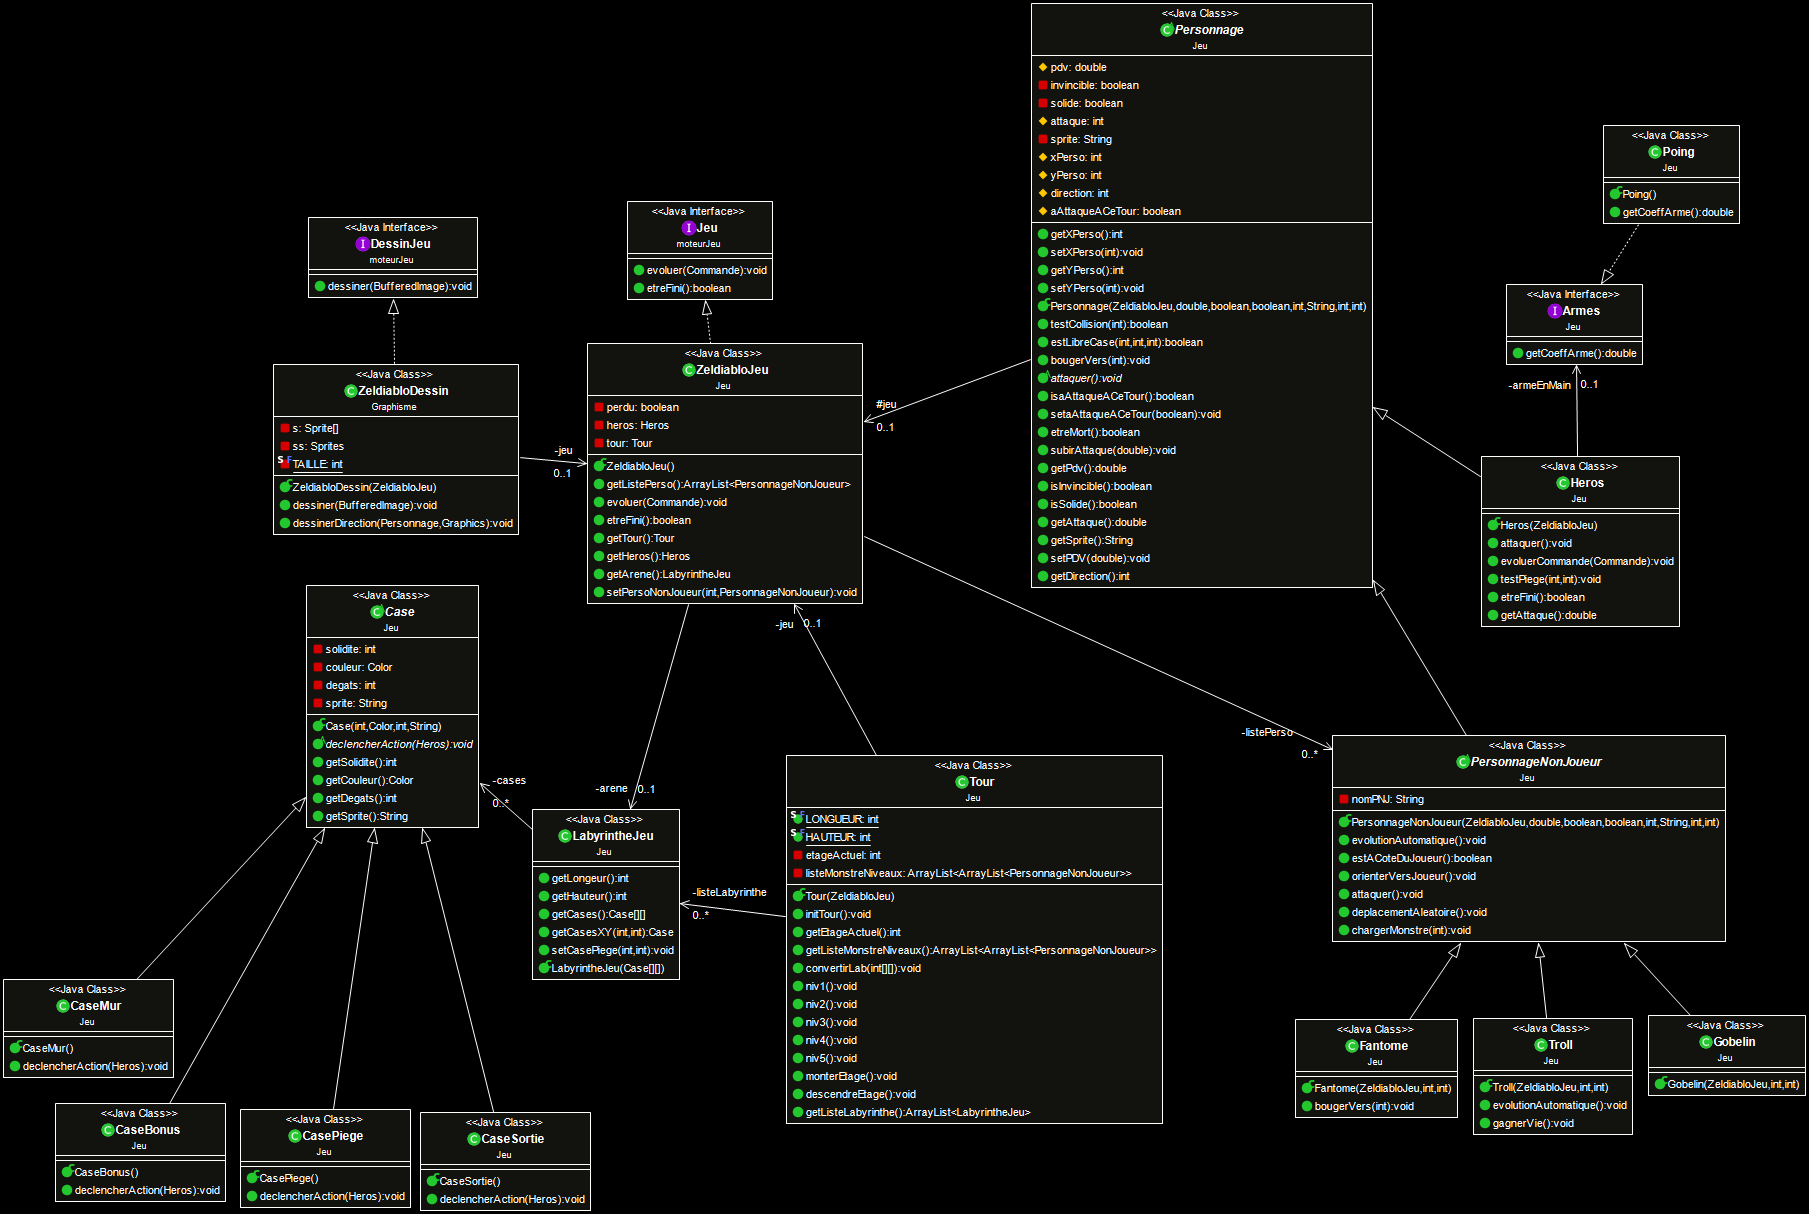 <<Java Class>>
Personnage
Jeu
pdv: double
invincible: boolean
solide: boolean
attaque: int
sprite: String
xPerso: int
yPerso: int
direction: int
aAttaqueACeTour: boolean
getXPerso():int
setXPerso(int):void
getYPerso():int
setYPerso(int):void
Personnage(ZeldiabloJeu,double,boolean,boolean,int,String,int,int)
testCollision(int):boolean
estLibreCase(int,int,int):boolean
bougerVers(int):void
attaquer():void
isaAttaqueACeTour():boolean
setaAttaqueACeTour(boolean):void
etreMort():boolean
subirAttaque(double):void
getPdv():double
isInvincible():boolean
isSolide():boolean
getAttaque():double
getSprite():String
setPDV(double):void
getDirection():int
<<Java Class>>
Poing
Jeu
Poing()
getCoeffArme():double
<<Java Interface>>
Armes
Jeu
getCoeffArme():double
-armeEnMain
0..1
<<Java Class>>
Heros
Jeu
Heros(ZeldiabloJeu)
attaquer():void
evoluerCommande(Commande):void
testPiege(int,int):void
etreFini():boolean
getAttaque():double
<<Java Interface>>
DessinJeu
moteurJeu
dessiner(BufferedImage):void
<<Java Interface>>
Jeu
moteurJeu
evoluer(Commande):void
etreFini():boolean
<<Java Class>>
ZeldiabloDessin
Graphisme
s: Sprite[]
ss: Sprites
S F
TAILLE: int
ZeldiabloDessin(ZeldiabloJeu)
dessiner(BufferedImage):void
dessinerDirection(Personnage,Graphics):void
-jeu
0..1
<<Java Class>>
ZeldiabloJeu
Jeu
perdu: boolean
heros: Heros
tour: Tour
ZeldiabloJeu()
getListePerso():ArrayList<PersonnageNonJoueur>
evoluer(Commande):void
etreFini():boolean
getTour():Tour
getHeros():Heros
getArene():LabyrintheJeu
setPersoNonJoueur(int,PersonnageNonJoueur):void
#jeu
0..1
-jeu
0..1
-arene
0..1
-listePerso
0..*
<<Java Class>>
Case
Jeu
solidite: int
couleur: Color
degats: int
sprite: String
Case(int,Color,int,String)
declencherAction(Heros):void
getSolidite():int
getCouleur():Color
getDegats():int
getSprite():String
-cases
0..*
<<Java Class>>
LabyrintheJeu
Jeu
getLongeur():int
getHauteur():int
getCases():Case[][]
getCasesXY(int,int):Case
setCasePiege(int,int):void
LabyrintheJeu(Case[][])
-listeLabyrinthe
0..*
<<Java Class>>
Tour
Jeu
S F
LONGUEUR: int
S F
HAUTEUR: int
etageActuel: int
listeMonstreNiveaux: ArrayList<ArrayList<PersonnageNonJoueur>>
Tour(ZeldiabloJeu)
initTour():void
getEtageActuel():int
getListeMonstreNiveaux():ArrayList<ArrayList<PersonnageNonJoueur>>
convertirLab(int[][]):void
niv1():void
niv2():void
niv3():void
niv4():void
niv5():void
monterEtage():void
descendreEtage():void
getListeLabyrinthe():ArrayList<LabyrintheJeu>
<<Java Class>>
PersonnageNonJoueur
Jeu
nomPNJ: String
PersonnageNonJoueur(ZeldiabloJeu,double,boolean,boolean,int,String,int,int)
evolutionAutomatique():void
estACoteDuJoueur():boolean
orienterVersJoueur():void
attaquer():void
deplacementAleatoire():void
chargerMonstre(int):void
<<Java Class>>
CaseMur
Jeu
CaseMur()
declencherAction(Heros):void
<<Java Class>>
CaseBonus
Jeu
CaseBonus()
declencherAction(Heros):void
<<Java Class>>
CasePiege
Jeu
CasePiege()
declencherAction(Heros):void
<<Java Class>>
CaseSortie
Jeu
CaseSortie()
declencherAction(Heros):void
<<Java Class>>
Fantome
Jeu
Fantome(ZeldiabloJeu,int,int)
bougerVers(int):void
<<Java Class>>
Troll
Jeu
Troll(ZeldiabloJeu,int,int)
evolutionAutomatique():void
gagnerVie():void
<<Java Class>>
Gobelin
Jeu
Gobelin(ZeldiabloJeu,int,int)